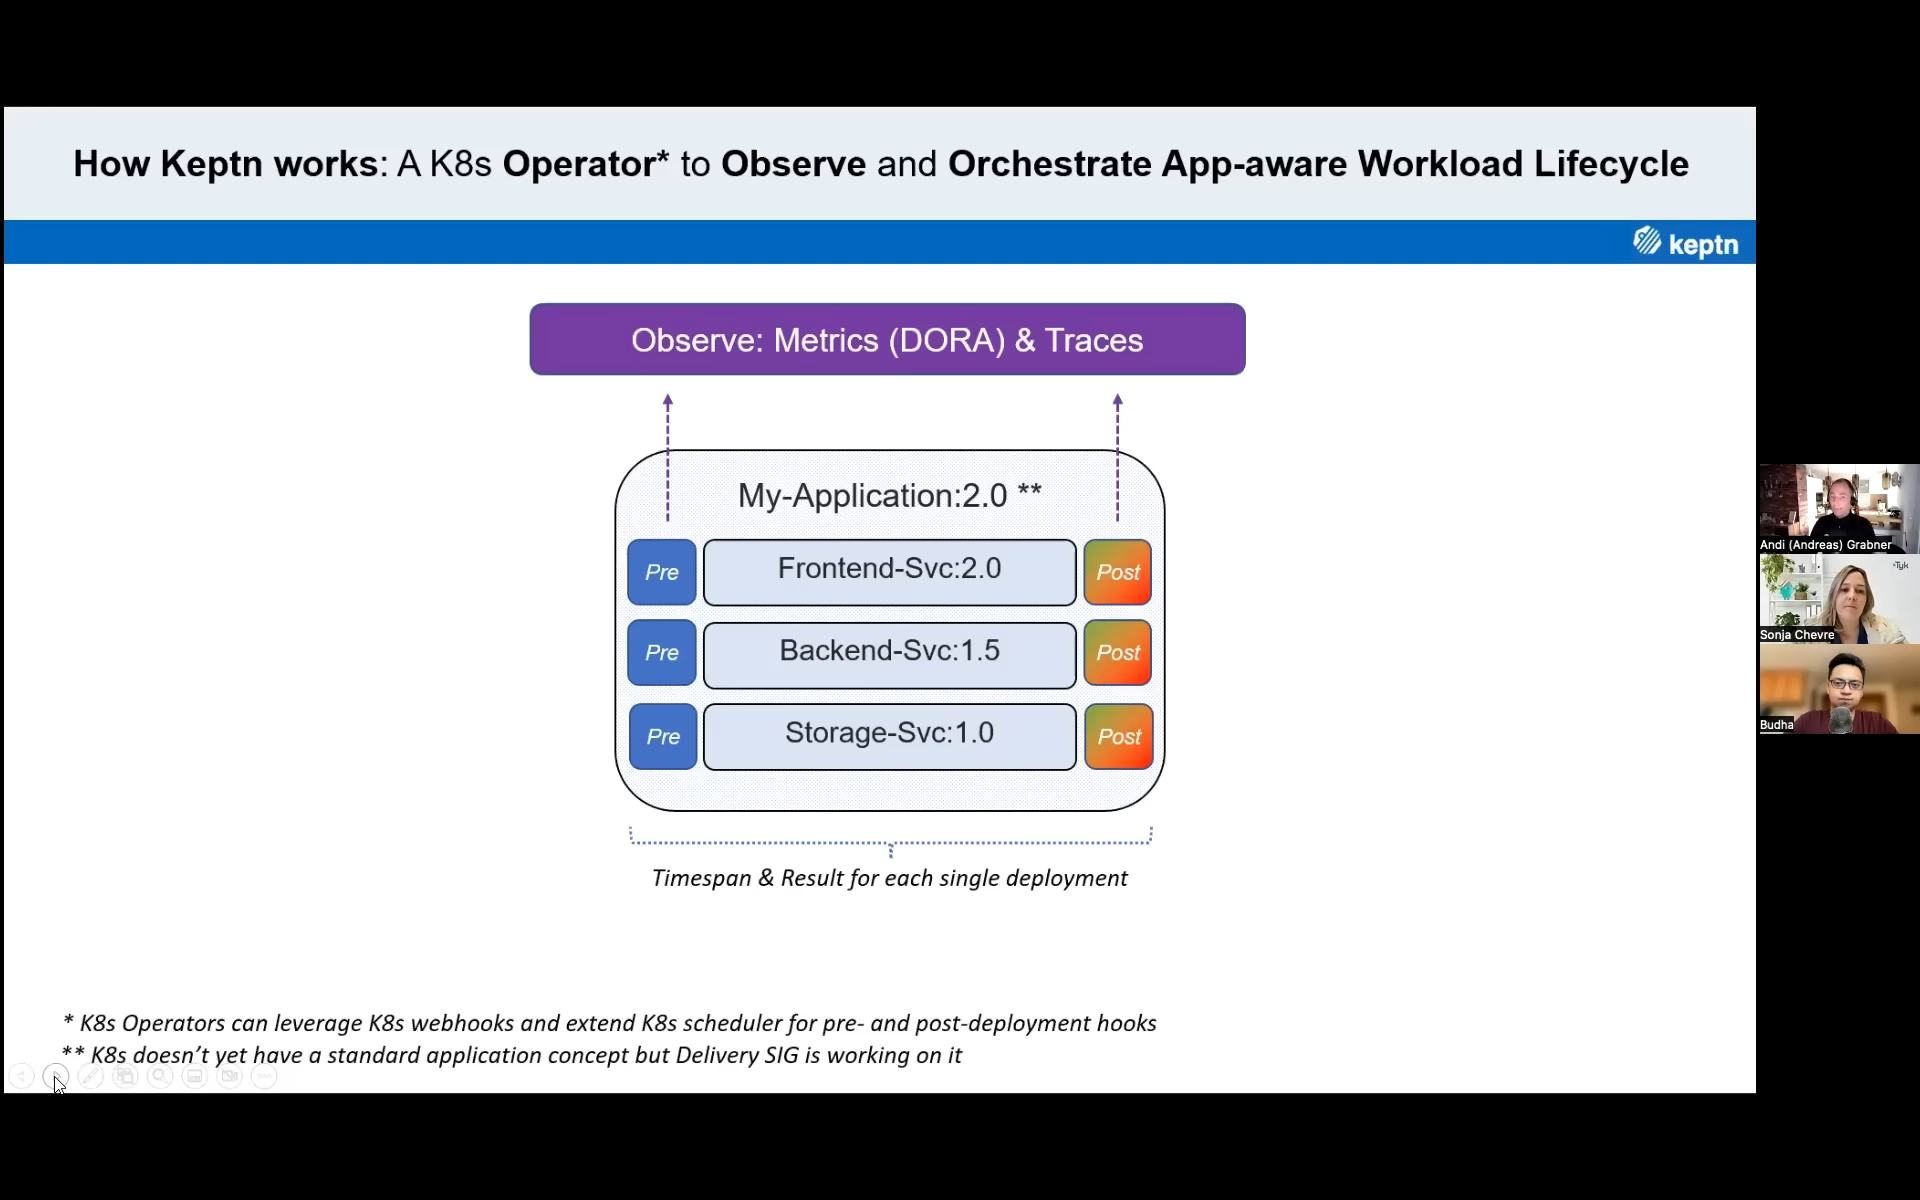 How Keptn works: A K8s Operator* to Observe and Orchestrate App-aware Workload Lifecycle
keptn
Observe: Metrics (DORA) & Traces
My-Application:2.0 **
Pre
Frontend-Svc:2.0
Post
Pre
Backend-Svc:1.5
Post
Pre
Storage-Svc:1.0
Post
Timespan & Result for each single deployment
* K8s Operators can leverage K8s webhooks and extend K8s scheduler for pre- and post-deployment hooks
** K8s doesn't yet have a standard application concept but Delivery SIG is working on it
Andi (Andreas) Grabner
Tyk
Sonja Chevre
Budha